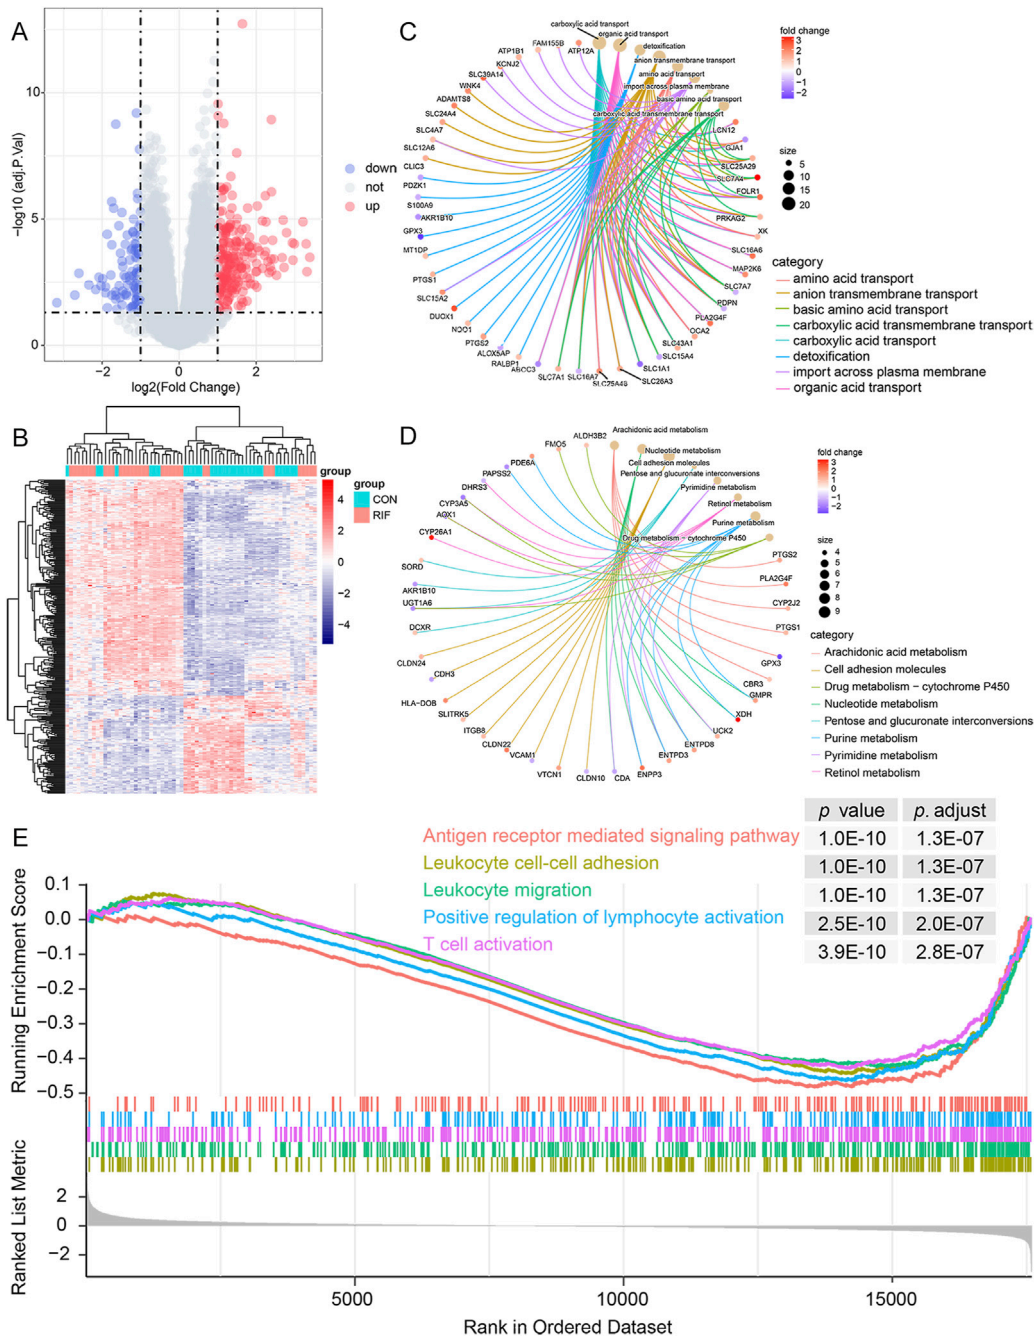 A
−log10 (adj.P.Val)
10
5
0
−2
0
2
log2(Fold Change)
down
not
up
B
group
4
2
0
−2
−4
group
CON
RIF
C
carboxylic acid transport
organic acid transport
detoxification
anion transmembrane transport
amino acid transport
import across plasma membrane
basic amino acid transport
carboxylic acid transmembrane transport
ATP12A
FAM155B
ATP1B1
KCNJ2
SLC39A14
WNK4
ADAMTS8
SLC24A4
SLC4A7
SLC12A6
CLIC3
PDZK1
S100A9
AKR1B10
GPX3
MT1DP
PTGS1
SLC15A2
DUOX1
NQO1
PTGS2
ALOX5AP
RALBP1
ABCC3
SLC7A1
SLC16A7
SLC26A3
SLC1A1
SLC15A4
SLC43A1
OCA2
PLA2G4F
PDPN
SLC7A7
MAP2K6
SLC16A6
XK
PRKAG2
FOLR1
SLC7A4
SLC25A29
GJA1
LCN12
fold change
3
2
1
0
−1
−2
size
5
10
15
20
category
amino acid transport
anion transmembrane transport
basic amino acid transport
carboxylic acid transmembrane transport
carboxylic acid transport
detoxification
import across plasma membrane
organic acid transport
D
Arachidonic acid metabolism
Nucleotide metabolism
Cell adhesion molecules
Pentose and glucuronate interconversions
Pyrimidine metabolism
Retinol metabolism
Purine metabolism
Drug metabolism − cytochrome P450
ALDH3B2
FMO5
PDE6A
PAPSS2
DHRS3
CYP3A5
AOX1
CYP26A1
SORD
AKR1B10
UGT1A6
DCXR
CLDN24
CDH3
HLA−DOB
SLITRK5
ITGB8
CLDN22
VCAM1
VTCN1
CLDN10
CDA
ENPP3
ENTPD3
ENTPD8
UCK2
XDH
GMPR
CBR3
GPX3
PTGS1
CYP2J2
PLA2G4F
PTGS2
fold change
3
2
1
0
−1
−2
size
4
5
6
7
8
9
category
Arachidonic acid metabolism
Cell adhesion molecules
Drug metabolism − cytochrome P450
Nucleotide metabolism
Pentose and glucuronate interconversions
Purine metabolism
Pyrimidine metabolism
Retinol metabolism
E
p value p. adjust
Antigen receptor mediated signaling pathway 1.0E-10 1.3E-07
Leukocyte cell-cell adhesion 1.0E-10 1.3E-07
Leukocyte migration 1.0E-10 1.3E-07
Positive regulation of lymphocyte activation 2.5E-10 2.0E-07
T cell activation 3.9E-10 2.8E-07
Running Enrichment Score
0.1
0.0
−0.1
−0.2
−0.3
−0.4
−0.5
Ranked List Metric
2
0
−2
5000
10000
15000
Rank in Ordered Dataset